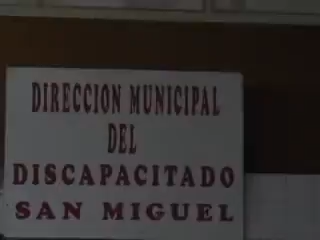 DIRECCION MUNICIPAL
DEL
DISCAPACITADO
SAN MIGUEL